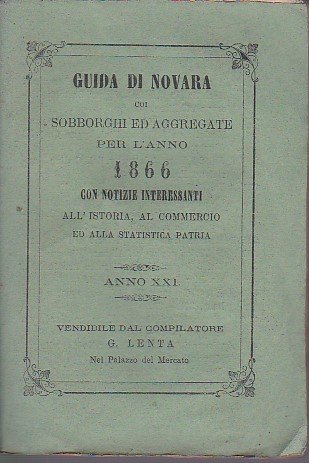 GUIDA DI NOVARA
COI
SOBBORGHI ED AGGREGATE
PER L'ANNO
1866
CON NOTIZIE INTERESSANTI
ALL'ISTORIA, AL COMMERCIO
ED ALLA STATISTICA PATRIA
ANNO XXI.
VENDIDILE DAL COMPILATORE
G. LENTA
Nel Palazzo del Mercato